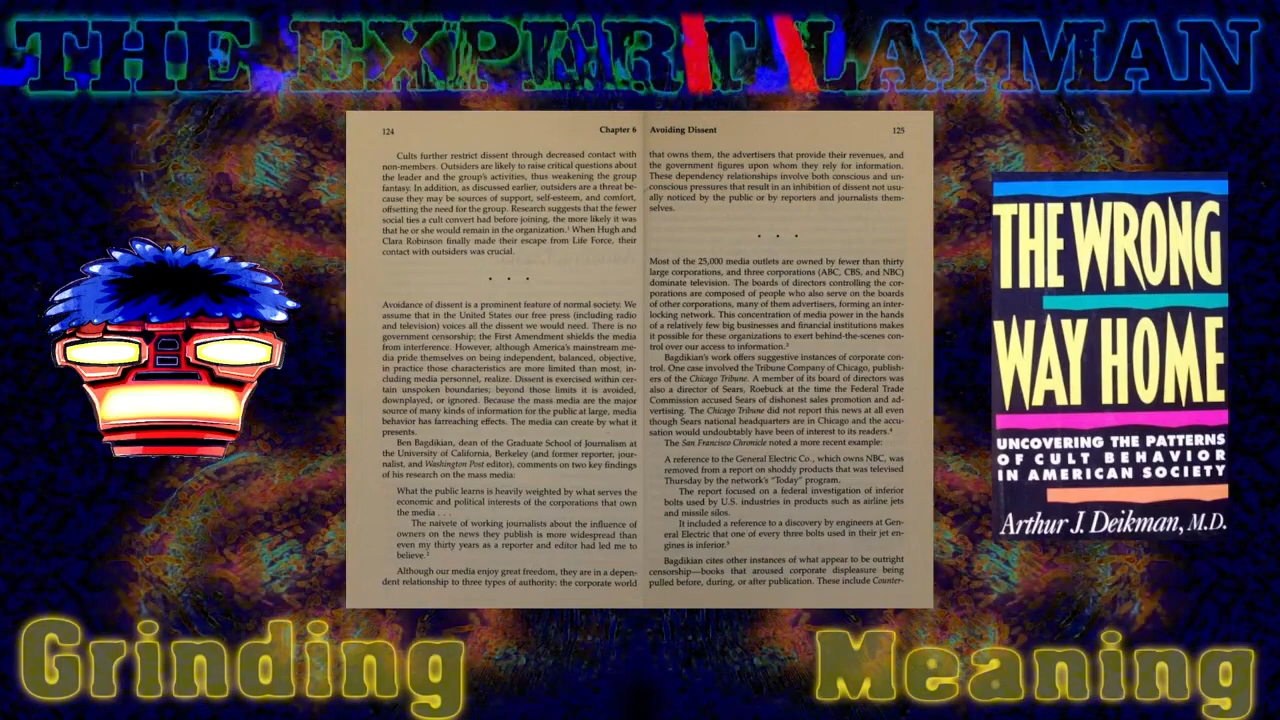 THE EXPERT LAYMAN
124
Chapter 6
Cults further restrict dissent through decreased contact with
non-members. Outsiders are likely to raise critical questions about
the leader and the group's activities, thus weakening the group
fantasy. In addition, as discussed earlier, outsiders are a threat be-
cause they may be sources of support, self-esteem, and comfort,
offsetting the need for the group. Research suggests that the fewer
social ties a cult convert had before joining, the more likely it was
that he or she would remain in the organization.¹ When Hugh and
Clara Robinson finally made their escape from Life Force, their
contact with outsiders was crucial.
• • •
Avoidance of dissent is a prominent feature of normal society. We
assume that in the United States our free press (including radio
and television) voices all the dissent we would need. There is no
government censorship; the First Amendment shields the media
from interference. However, although America's mainstream me-
dia pride themselves on being independent, balanced, objective,
in practice those characteristics are more limited than most, in-
cluding media personnel, realize. Dissent is exercised within cer-
tain unspoken boundaries; beyond those limits it is avoided,
downplayed, or ignored. Because the mass media are the major
source of many kinds of information for the public at large, media
behavior has farreaching effects. The media can create by what it
presents.
Ben Bagdikian, dean of the Graduate School of Journalism at
the University of California, Berkeley (and former reporter, jour-
nalist, and Washington Post editor), comments on two key findings
of his research on the mass media:
What the public learns is heavily weighted by what serves the
economic and political interests of the corporations that own
the media . . .
The naivete of working journalists about the influence of
owners on the news they publish is more widespread than
even my thirty years as a reporter and editor had led me to
believe.²
Although our media enjoy great freedom, they are in a depen-
dent relationship to three types of authority: the corporate world
Avoiding Dissent
125
that owns them, the advertisers that provide their revenues, and
the government figures upon whom they rely for information.
These dependency relationships involve both conscious and un-
conscious pressures that result in an inhibition of dissent not usu-
ally noticed by the public or by reporters and journalists them-
selves.
• • •
Most of the 25,000 media outlets are owned by fewer than thirty
large corporations, and three corporations (ABC, CBS, and NBC)
dominate television. The boards of directors controlling the cor-
porations are composed of people who also serve on the boards
of other corporations, many of them advertisers, forming an inter-
locking network. This concentration of media power in the hands
of a relatively few big businesses and financial institutions makes
it possible for these organizations to exert behind-the-scenes con-
trol over our access to information.³
Bagdikian's work offers suggestive instances of corporate con-
trol. One case involved the Tribune Company of Chicago, publish-
ers of the Chicago Tribune. A member of its board of directors was
also a director of Sears, Roebuck at the time the Federal Trade
Commission accused Sears of dishonest sales promotion and ad-
vertising. The Chicago Tribune did not report this news at all even
though Sears national headquarters are in Chicago and the accu-
sation would undoubtably have been of interest to its readers.⁴
The San Francisco Chronicle noted a more recent example:
A reference to the General Electric Co., which owns NBC, was
removed from a report on shoddy products that was televised
Thursday by the network's "Today" program.
The report focused on a federal investigation of inferior
bolts used by U.S. industries in products such as airline jets
and missile silos.
It included a reference to a discovery by engineers at Gen-
eral Electric that one of every three bolts used in their jet en-
gines is inferior.⁵
Bagdikian cites other instances of what appear to be outright
censorship—books that aroused corporate displeasure being
pulled before, during, or after publication. These include Counter-
THE WRONG
WAY HOME
UNCOVERING THE PATTERNS
OF CULT BEHAVIOR
IN AMERICAN SOCIETY
Arthur J. Deikman, M.D.
Grinding
Meaning